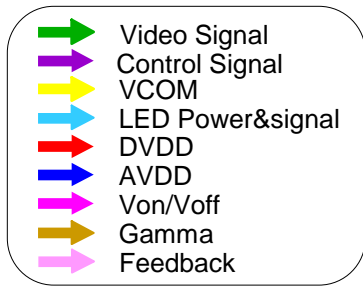 Video Signal
Control Signal
VCOM
LED Power&signal
DVDD
AVDD
Von/Voff
Gamma
Feedback